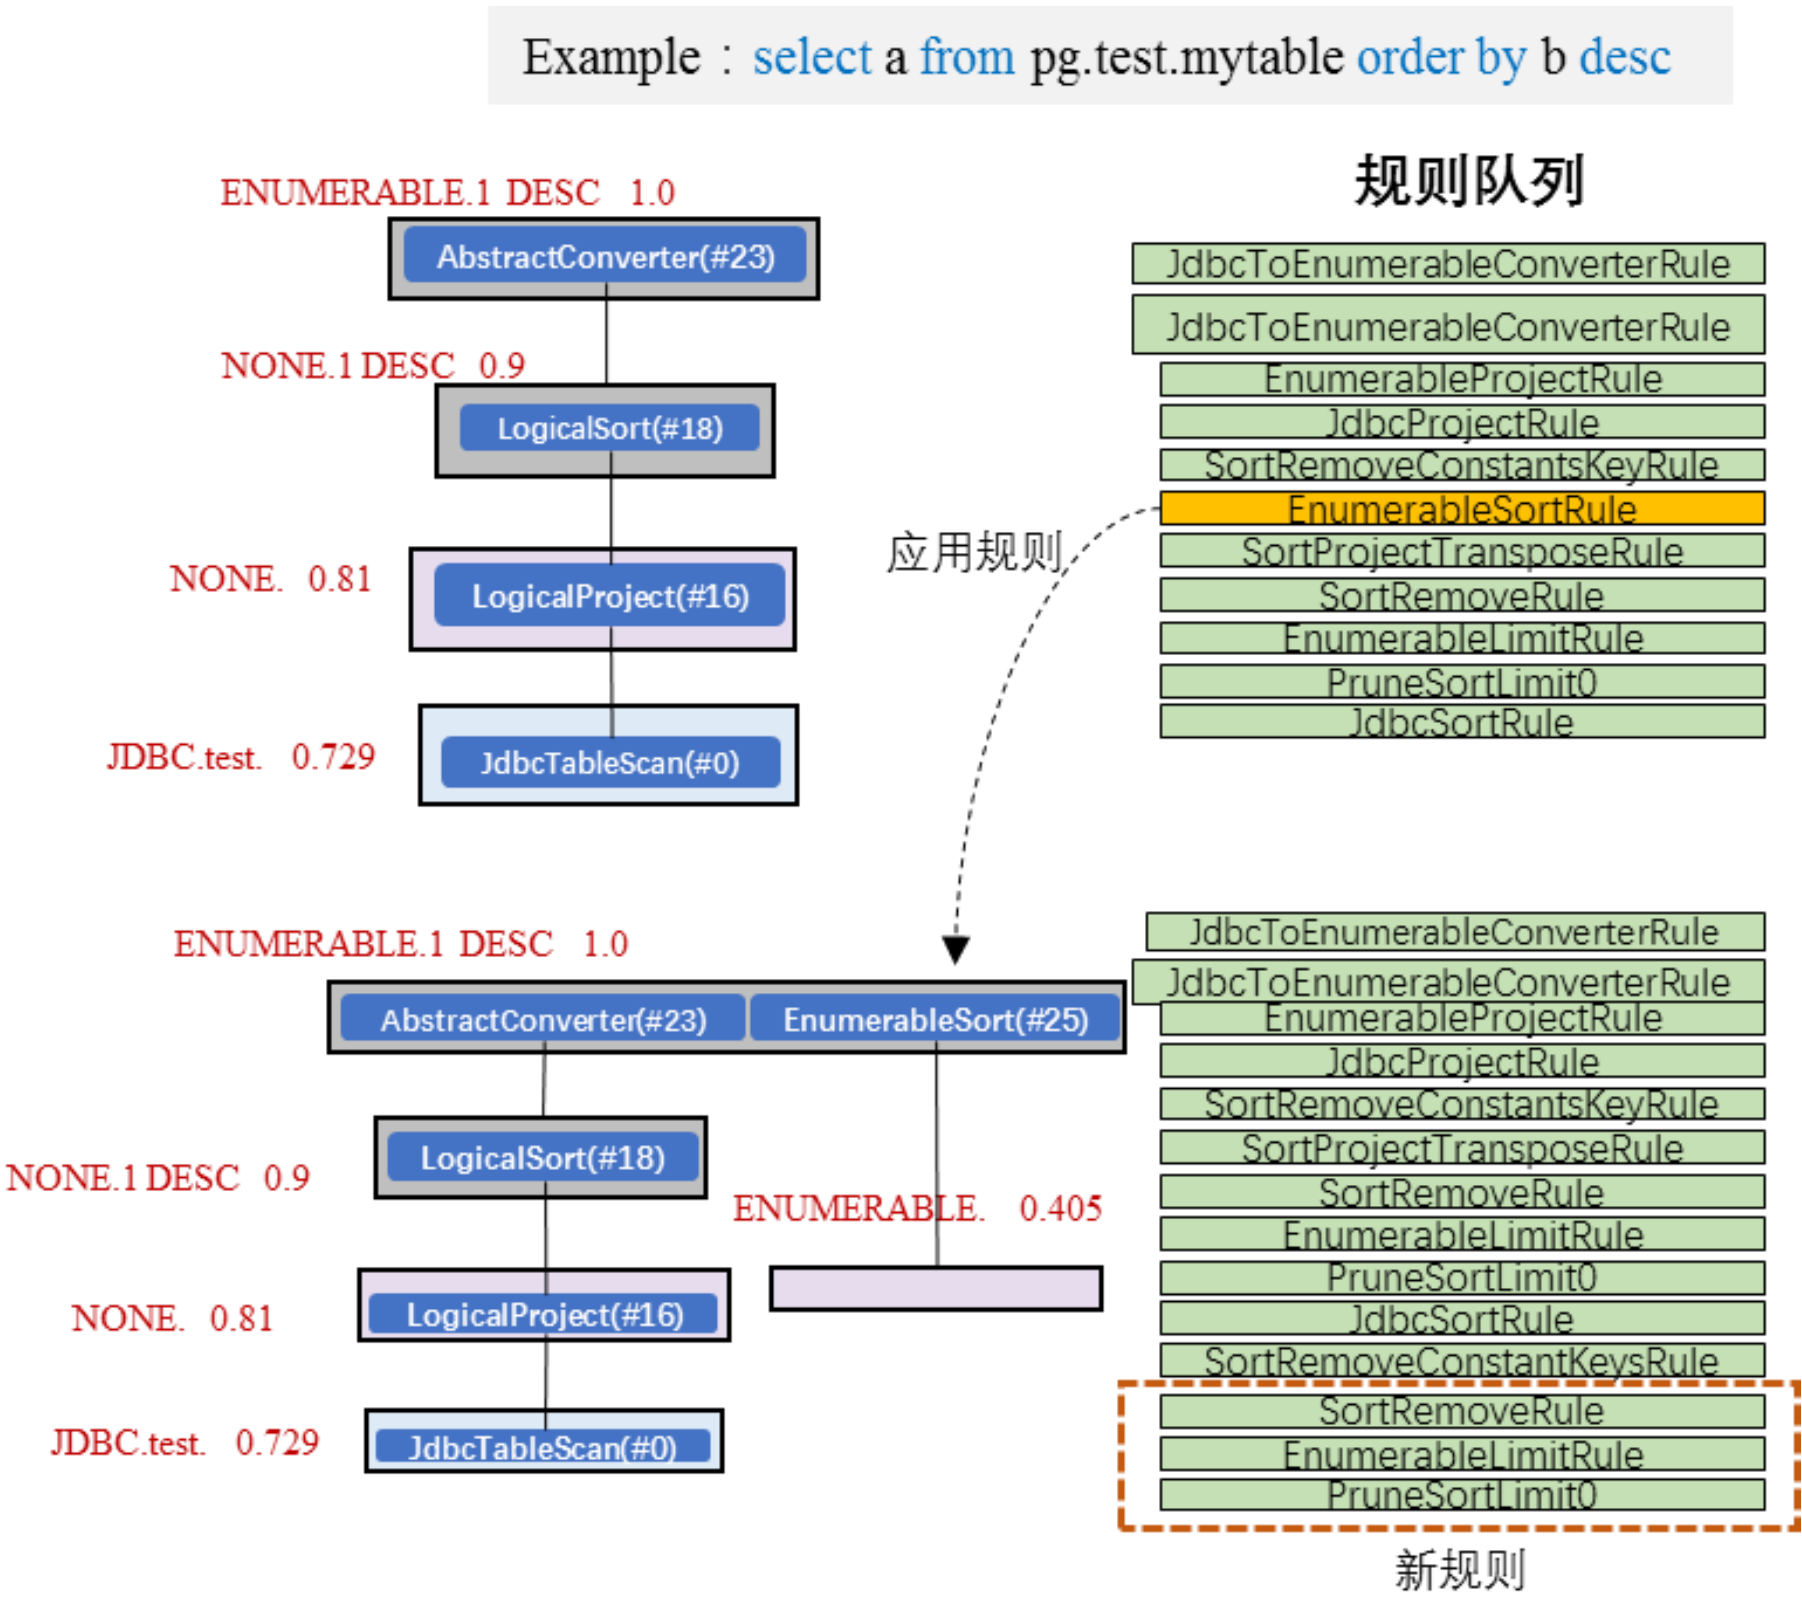 Example：select a from pg.test.mytable order by b desc
规则队列
ENUMERABLE.1 DESC 1.0
AbstractConverter(#23)
NONE.1 DESC 0.9
LogicalSort(#18)
NONE. 0.81
LogicalProject(#16)
JDBC.test. 0.729
JdbcTableScan(#0)
JdbcToEnumerableConverterRule
JdbcToEnumerableConverterRule
EnumerableProjectRule
JdbcProjectRule
SortRemoveConstantsKeyRule
EnumerableSortRule
SortProjectTransposeRule
SortRemoveRule
EnumerableLimitRule
PruneSortLimit0
JdbcSortRule
应用规则
ENUMERABLE.1 DESC 1.0
AbstractConverter(#23)
EnumerableSort(#25)
NONE.1 DESC 0.9
LogicalSort(#18)
ENUMERABLE. 0.405
NONE. 0.81
LogicalProject(#16)
JDBC.test. 0.729
JdbcTableScan(#0)
JdbcToEnumerableConverterRule
JdbcToEnumerableConverterRule
EnumerableProjectRule
JdbcProjectRule
SortRemoveConstantsKeyRule
SortProjectTransposeRule
SortRemoveRule
EnumerableLimitRule
PruneSortLimit0
JdbcSortRule
SortRemoveConstantKeysRule
SortRemoveRule
EnumerableLimitRule
PruneSortLimit0
新规则